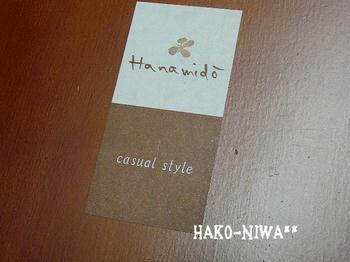 Hanamidō
casual style
HAKO-NIWA**